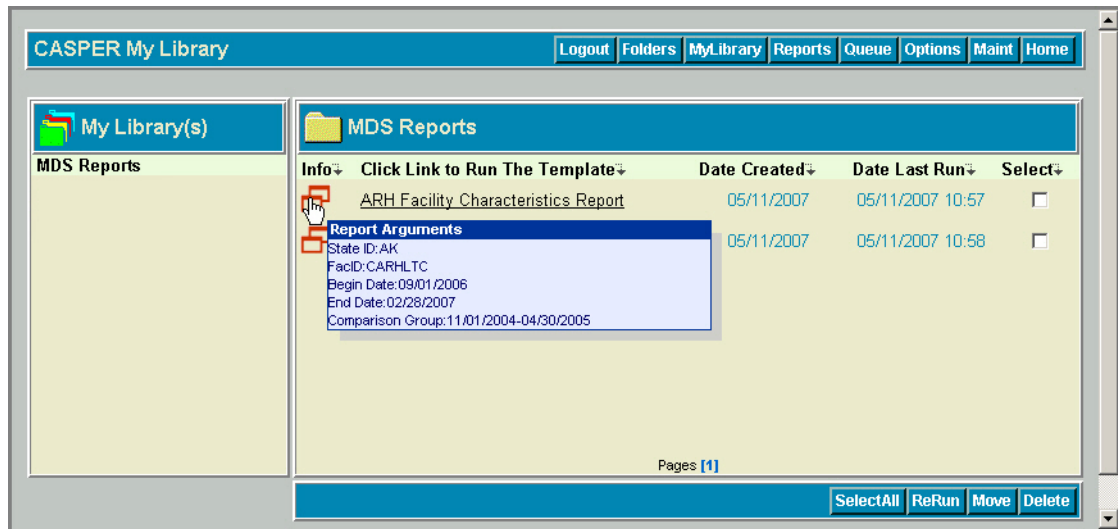 CASPER My Library
Logout Folders MyLibrary Reports Queue Options Maint Home
My Library(s)
MDS Reports
MDS Reports
Info Click Link to Run The Template Date Created Date Last Run Select
ARH Facility Characteristics Report 05/11/2007 05/11/2007 10:57
05/11/2007 05/11/2007 10:58
Report Arguments
State ID:AK
FacID:CARHLTC
Begin Date:09/01/2006
End Date:02/28/2007
Comparison Group:11/01/2004-04/30/2005
Pages [1]
SelectAll ReRun Move Delete